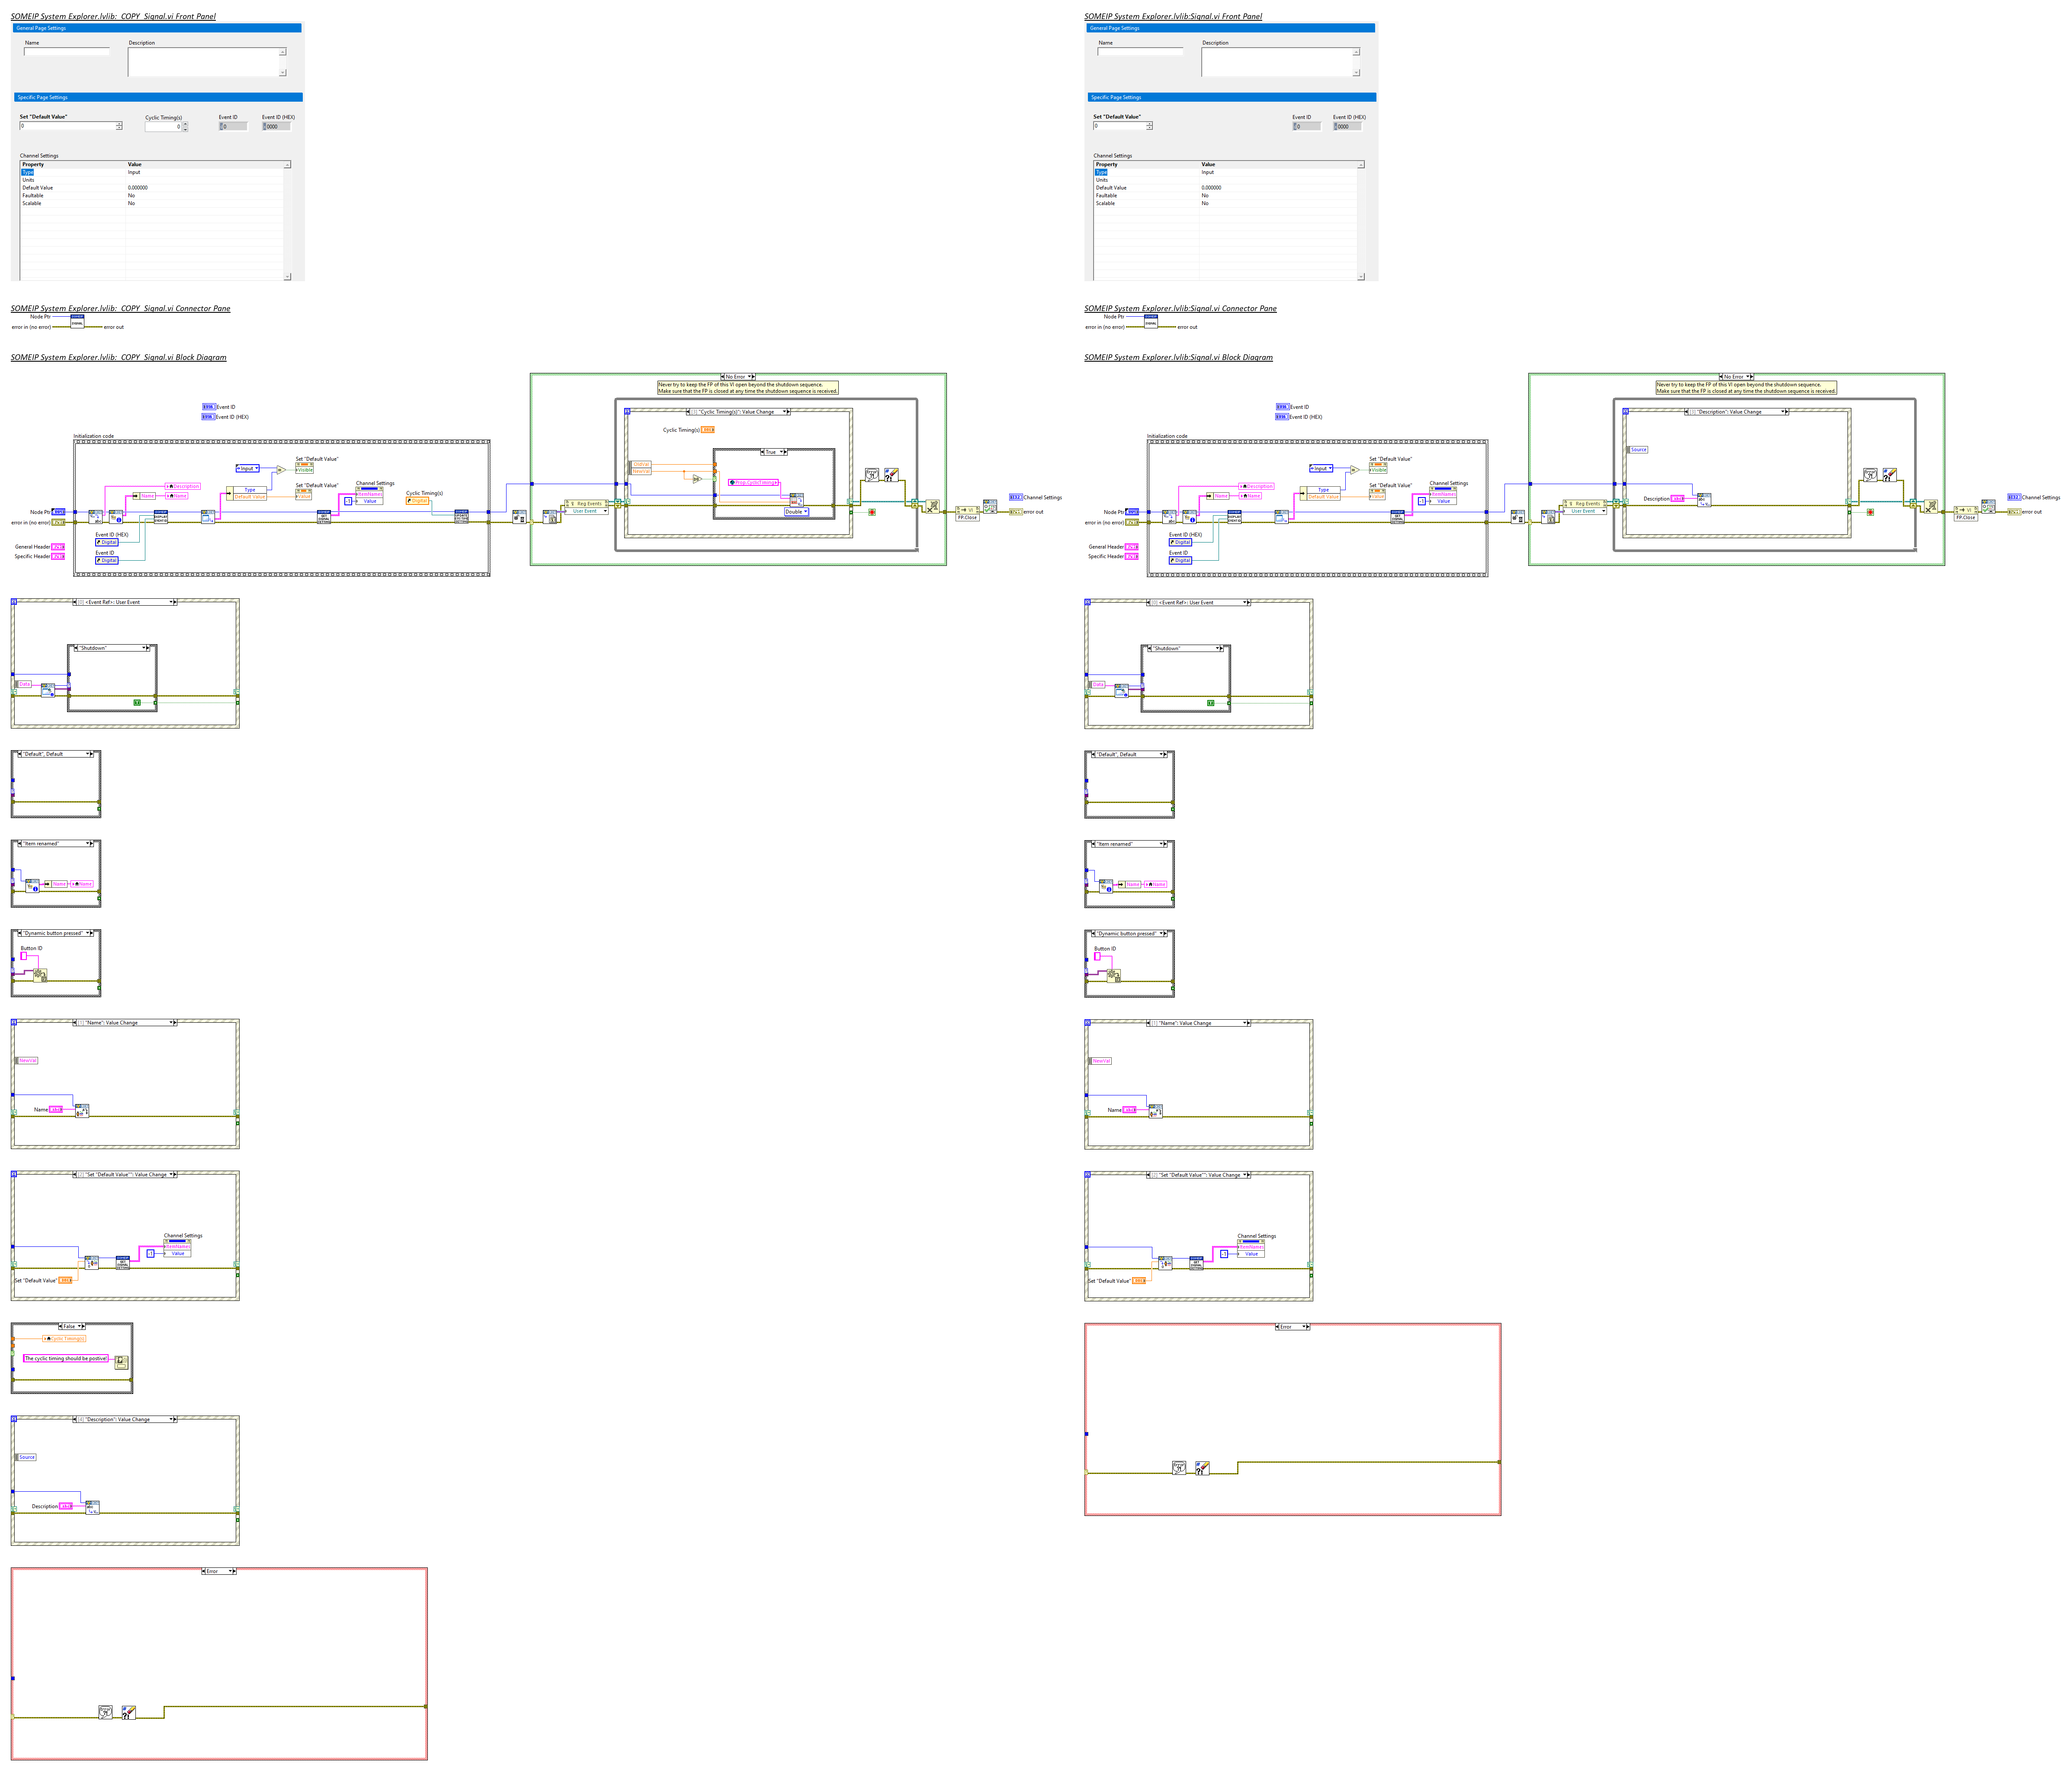 SOMEIP System Explorer.lvlib:_COPY_Signal.vi Front Panel
General Page Settings
Name
Description
Specific Page Settings
Set "Default Value"
Cyclic Timing(s)
Event ID
Event ID (HEX)
0
0
0
0000
Channel Settings
Property Value
Type Input
Units
Default Value 0.000000
Faultable No
Scalable No
SOMEIP System Explorer.lvlib:_COPY_Signal.vi Connector Pane
Node Ptr
error in (no error)
error out
SOMEIP System Explorer.lvlib:_COPY_Signal.vi Block Diagram
No Error
Never try to keep the FP of this VI open beyond the shutdown sequence.
Make sure that the FP is closed at any time the shutdown sequence is received.
Event ID
Event ID (HEX)
[3] "Cyclic Timing(s)": Value Change
Cyclic Timing(s)
Initialization code
True
Input
Set "Default Value"
Visible
Description
Name
Name
Type
Default Value
Set "Default Value"
Value
Channel Settings
ItemNames
Value
-1
Cyclic Timing(s)
Digital
OldVal
NewVal
Prop.CyclicTiming
Double
Node Ptr
error in (no error)
Reg Events
User Event
Channel Settings
error out
VI
FP.Close
Event ID (HEX)
Digital
Event ID
Digital
General Header
Specific Header
[0] <Event Ref>: User Event
"Shutdown"
Data
"Default", Default
"Item renamed"
Name
Name
"Dynamic button pressed"
Button ID
[1] "Name": Value Change
NewVal
Name
[2] "Set "Default Value"": Value Change
Channel Settings
ItemNames
-1
Value
Set "Default Value"
False
Cyclic Timing(s)
The cyclic timing should be postive!
[4] "Description": Value Change
Source
Description
Error
SOMEIP System Explorer.lvlib:Signal.vi Front Panel
General Page Settings
Name
Description
Specific Page Settings
Set "Default Value"
Event ID
Event ID (HEX)
0
0
0000
Channel Settings
Property Value
Type Input
Units
Default Value 0.000000
Faultable No
Scalable No
SOMEIP System Explorer.lvlib:Signal.vi Connector Pane
Node Ptr
error in (no error)
error out
SOMEIP System Explorer.lvlib:Signal.vi Block Diagram
No Error
Never try to keep the FP of this VI open beyond the shutdown sequence.
Make sure that the FP is closed at any time the shutdown sequence is received.
Event ID
Event ID (HEX)
"Description": Value Change
Initialization code
Source
Input
Set "Default Value"
Visible
Description
Name
Name
Type
Default Value
Set "Default Value"
Value
Channel Settings
ItemNames
-1
Value
Description
Node Ptr
error in (no error)
Reg Events
User Event
Channel Settings
error out
VI
FP.Close
Event ID (HEX)
Digital
Event ID
Digital
General Header
Specific Header
[0] <Event Ref>: User Event
"Shutdown"
Data
"Default", Default
"Item renamed"
Name
Name
"Dynamic button pressed"
Button ID
[1] "Name": Value Change
NewVal
Name
"Set "Default Value"": Value Change
Channel Settings
ItemNames
-1
Value
Set "Default Value"
Error